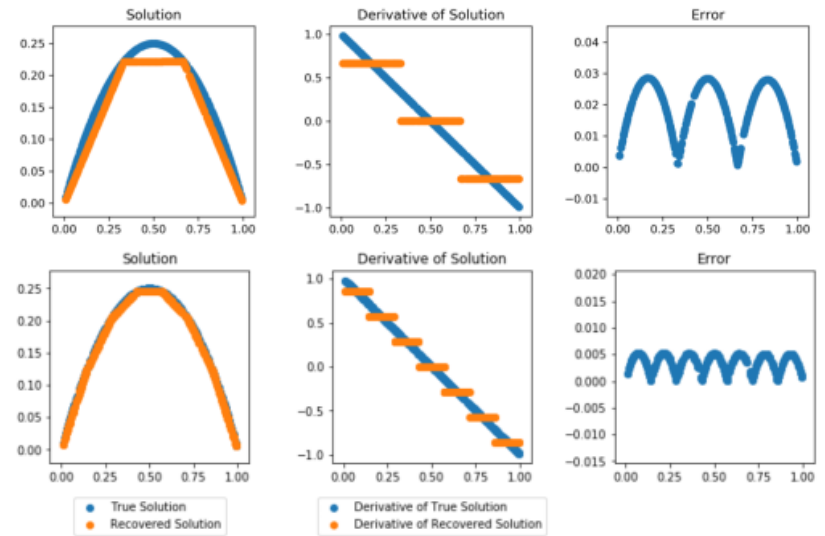 Solution
Derivative of Solution
Error
0.25
0.20
0.15
0.10
0.05
0.00
0.00 0.25 0.50 0.75 1.00
1.0
0.5
0.0
−0.5
−1.0
0.00 0.25 0.50 0.75 1.00
0.04
0.03
0.02
0.01
0.00
−0.01
0.00 0.25 0.50 0.75 1.00
Solution
Derivative of Solution
Error
0.25
0.20
0.15
0.10
0.05
0.00
0.00 0.25 0.50 0.75 1.00
1.0
0.5
0.0
−0.5
−1.0
0.00 0.25 0.50 0.75 1.00
0.020
0.015
0.010
0.005
0.000
−0.005
−0.010
−0.015
0.00 0.25 0.50 0.75 1.00
True Solution
Recovered Solution
Derivative of True Solution
Derivative of Recovered Solution